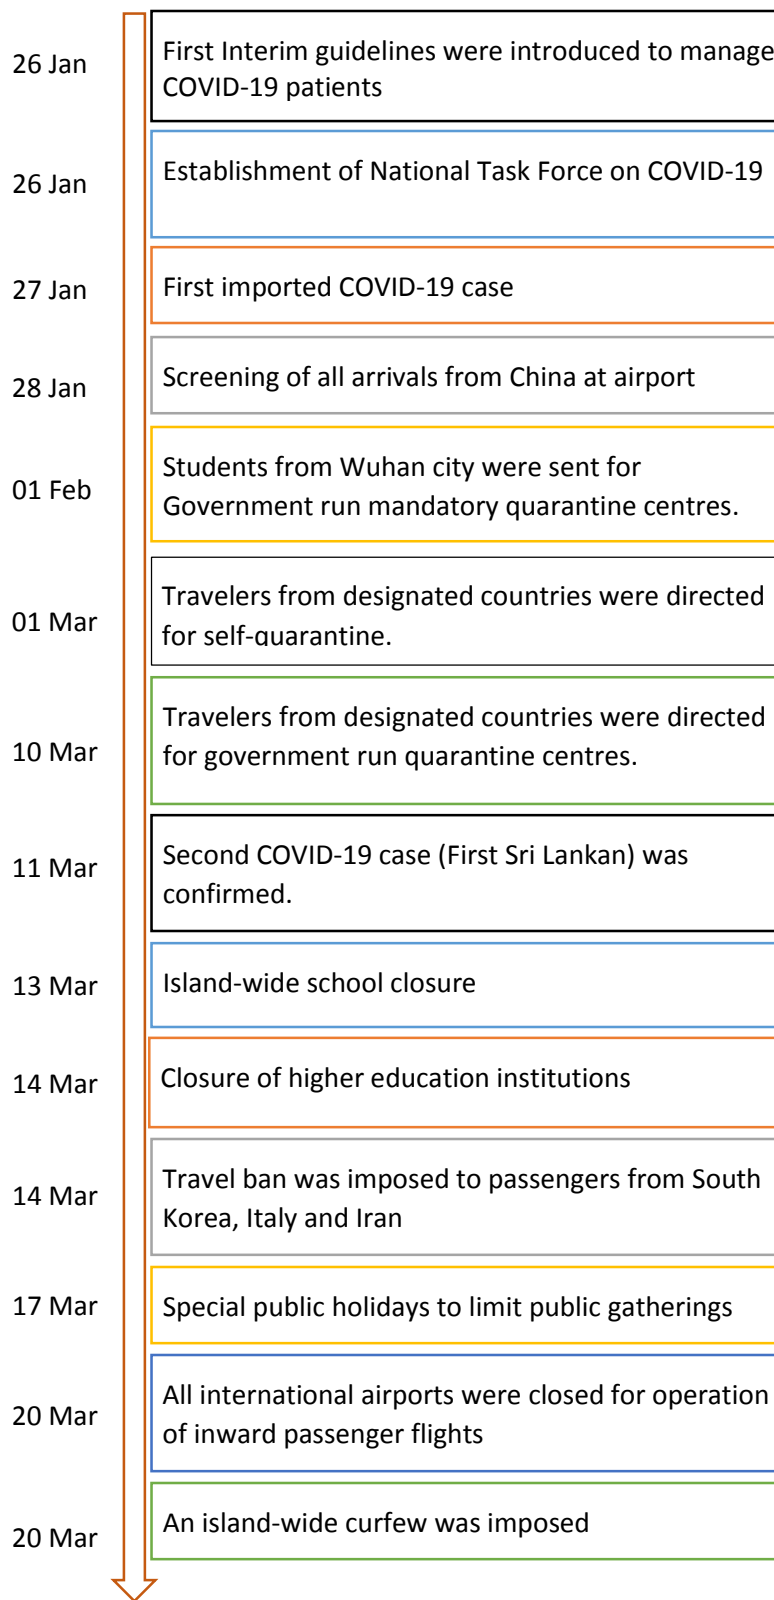 26 Jan
First Interim guidelines were introduced to manage
COVID-19 patients
26 Jan
Establishment of National Task Force on COVID-19
27 Jan
First imported COVID-19 case
28 Jan
Screening of all arrivals from China at airport
01 Feb
Students from Wuhan city were sent for
Government run mandatory quarantine centres.
01 Mar
Travelers from designated countries were directed
for self-quarantine.
10 Mar
Travelers from designated countries were directed
for government run quarantine centres.
11 Mar
Second COVID-19 case (First Sri Lankan) was
confirmed.
13 Mar
Island-wide school closure
14 Mar
Closure of higher education institutions
14 Mar
Travel ban was imposed to passengers from South
Korea, Italy and Iran
17 Mar
Special public holidays to limit public gatherings
20 Mar
All international airports were closed for operation
of inward passenger flights
20 Mar
An island-wide curfew was imposed